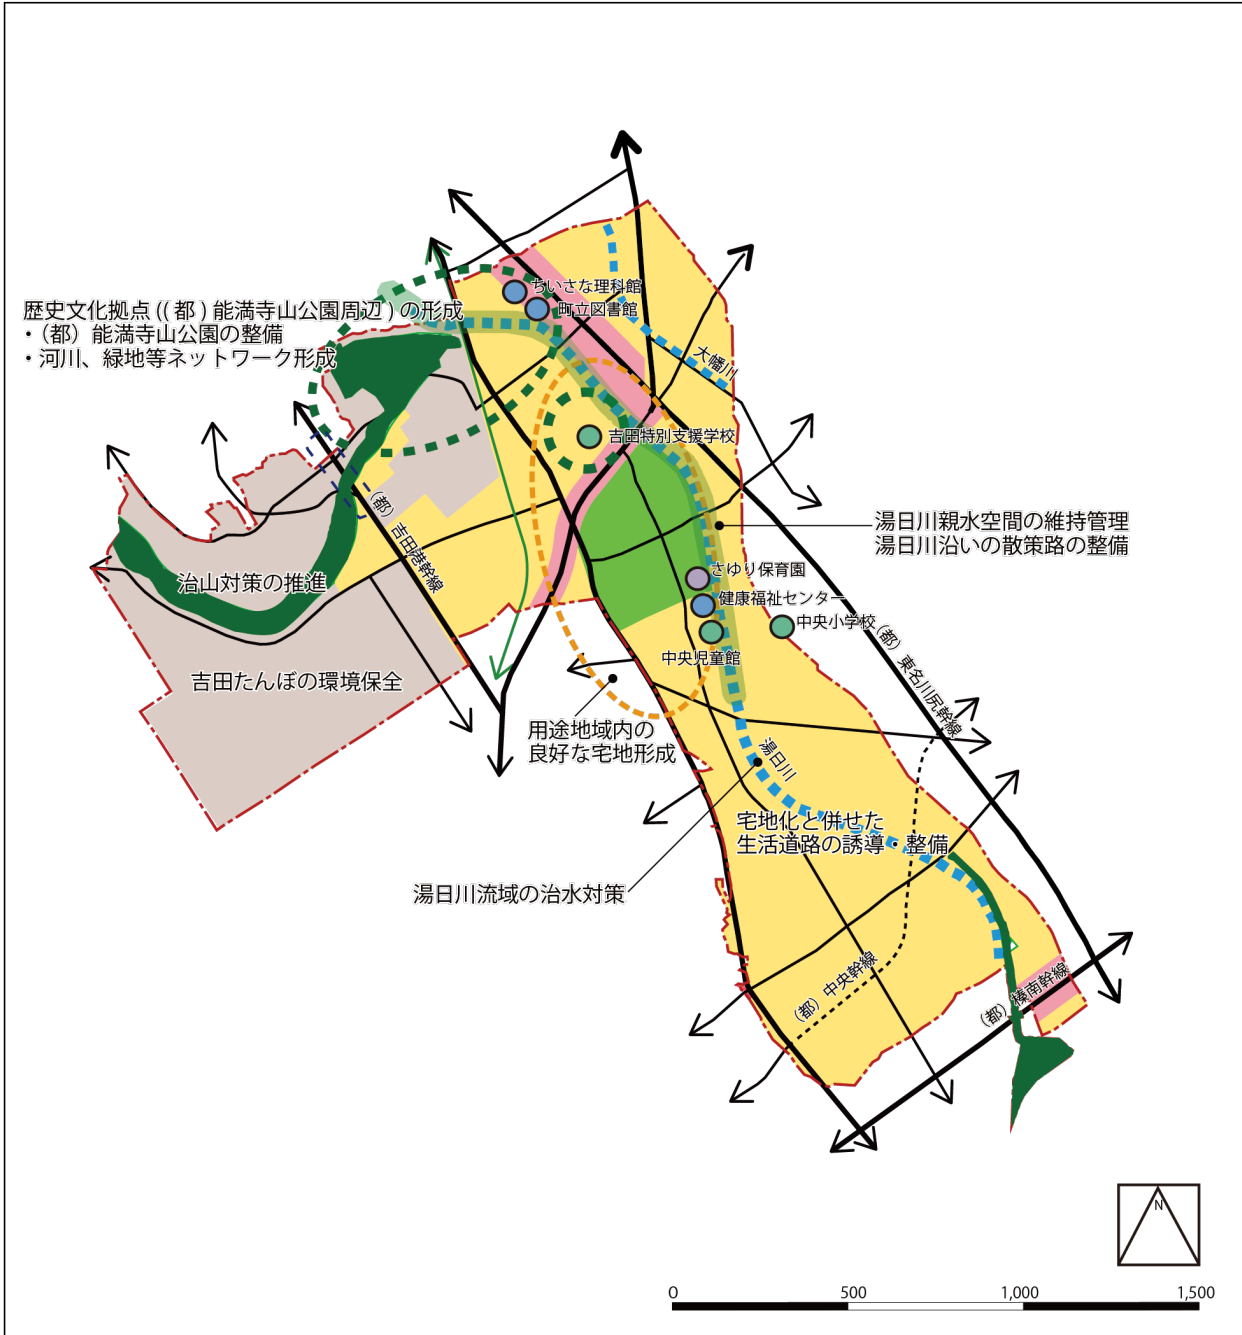 ちいさな理科館
町立図書館
歴史文化拠点((都)能満寺山公園周辺)の形成
・(都)能満寺山公園の整備
・河川、緑地等ネットワーク形成
大幡川
吉田特別支援学校
(都)吉田港幹線
湯日川親水空間の維持管理
湯日川沿いの散策路の整備
さゆり保育園
健康福祉センター
中央小学校
中央児童館
治山対策の推進
吉田たんぼの環境保全
(都)東名川尻幹線
用途地域内の
良好な宅地形成
湯日川
宅地化と併せた
生活道路の誘導・整備
湯日川流域の治水対策
(都)中央幹線
(都)榛南幹線
N
0 500 1,000 1,500